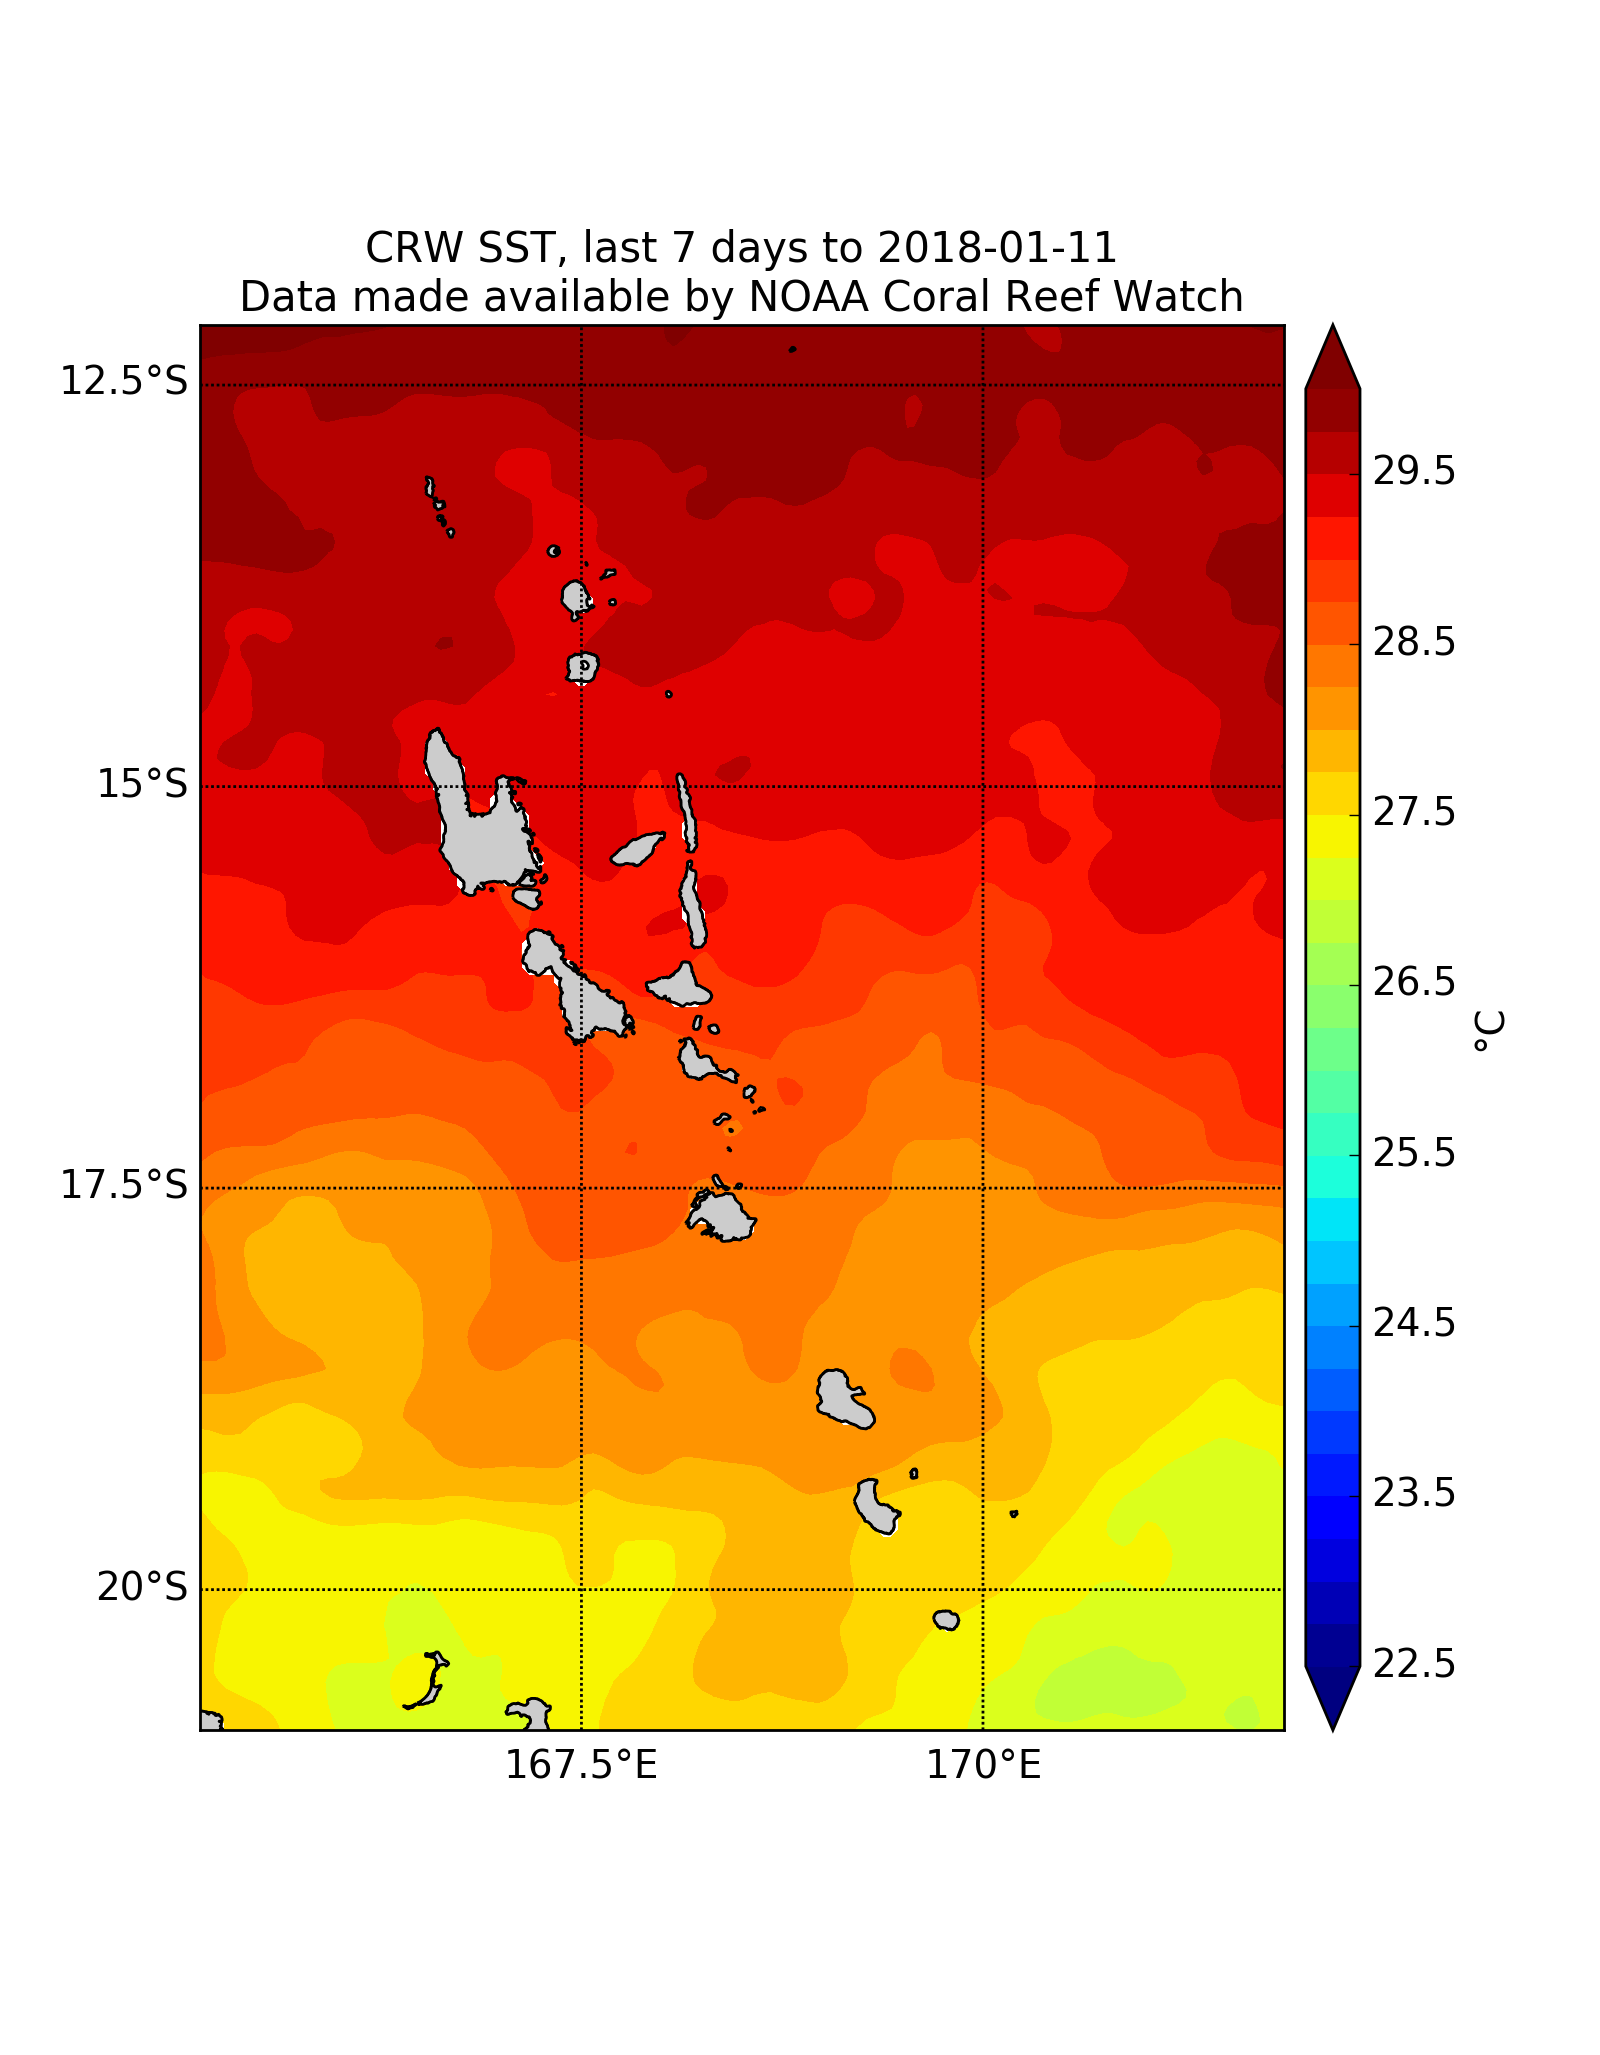 CRW SST, last 7 days to 2018-01-11
Data made available by NOAA Coral Reef Watch
12.5°S
15°S
17.5°S
20°S
167.5°E
170°E
29.5
28.5
27.5
26.5
25.5
24.5
23.5
22.5
°C